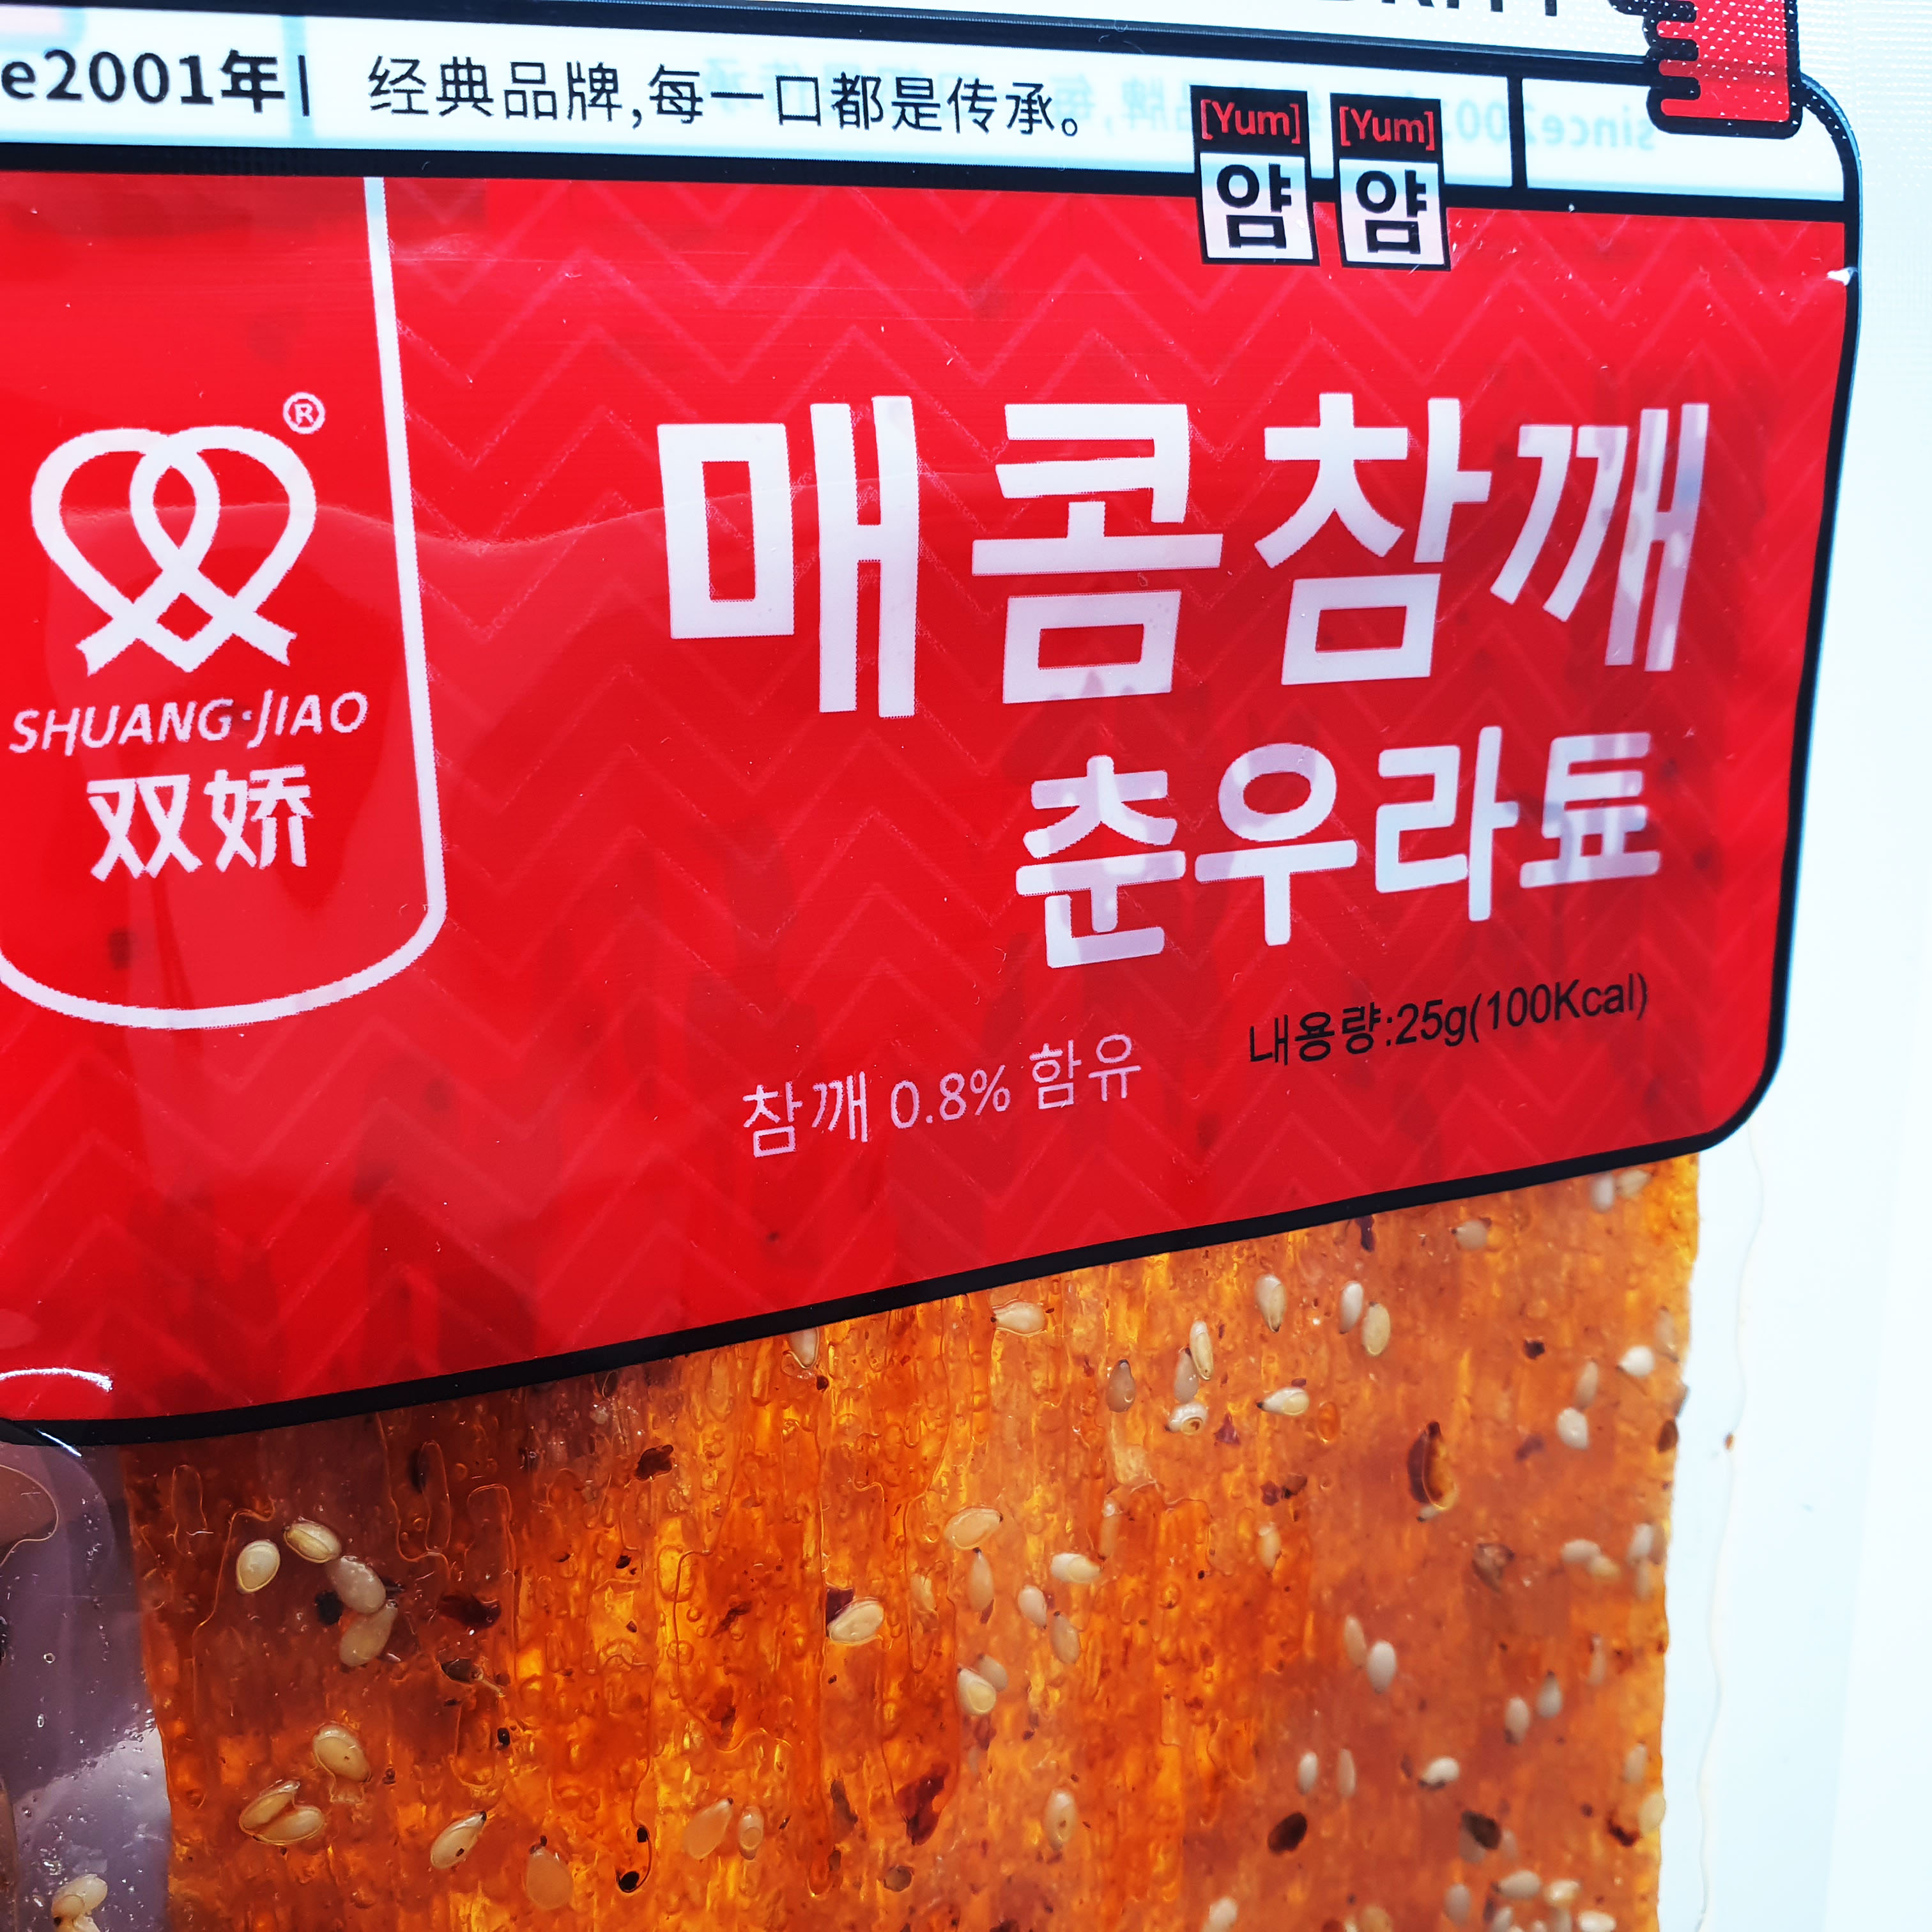 e2001年| 经典品牌,每一口都是传承。
[Yum] [Yum]
얌 얌
®
SHUANG·JIAO
双娇
매콤참깨
춘우라툐
참깨 0.8% 함유
내용량:25g(100Kcal)